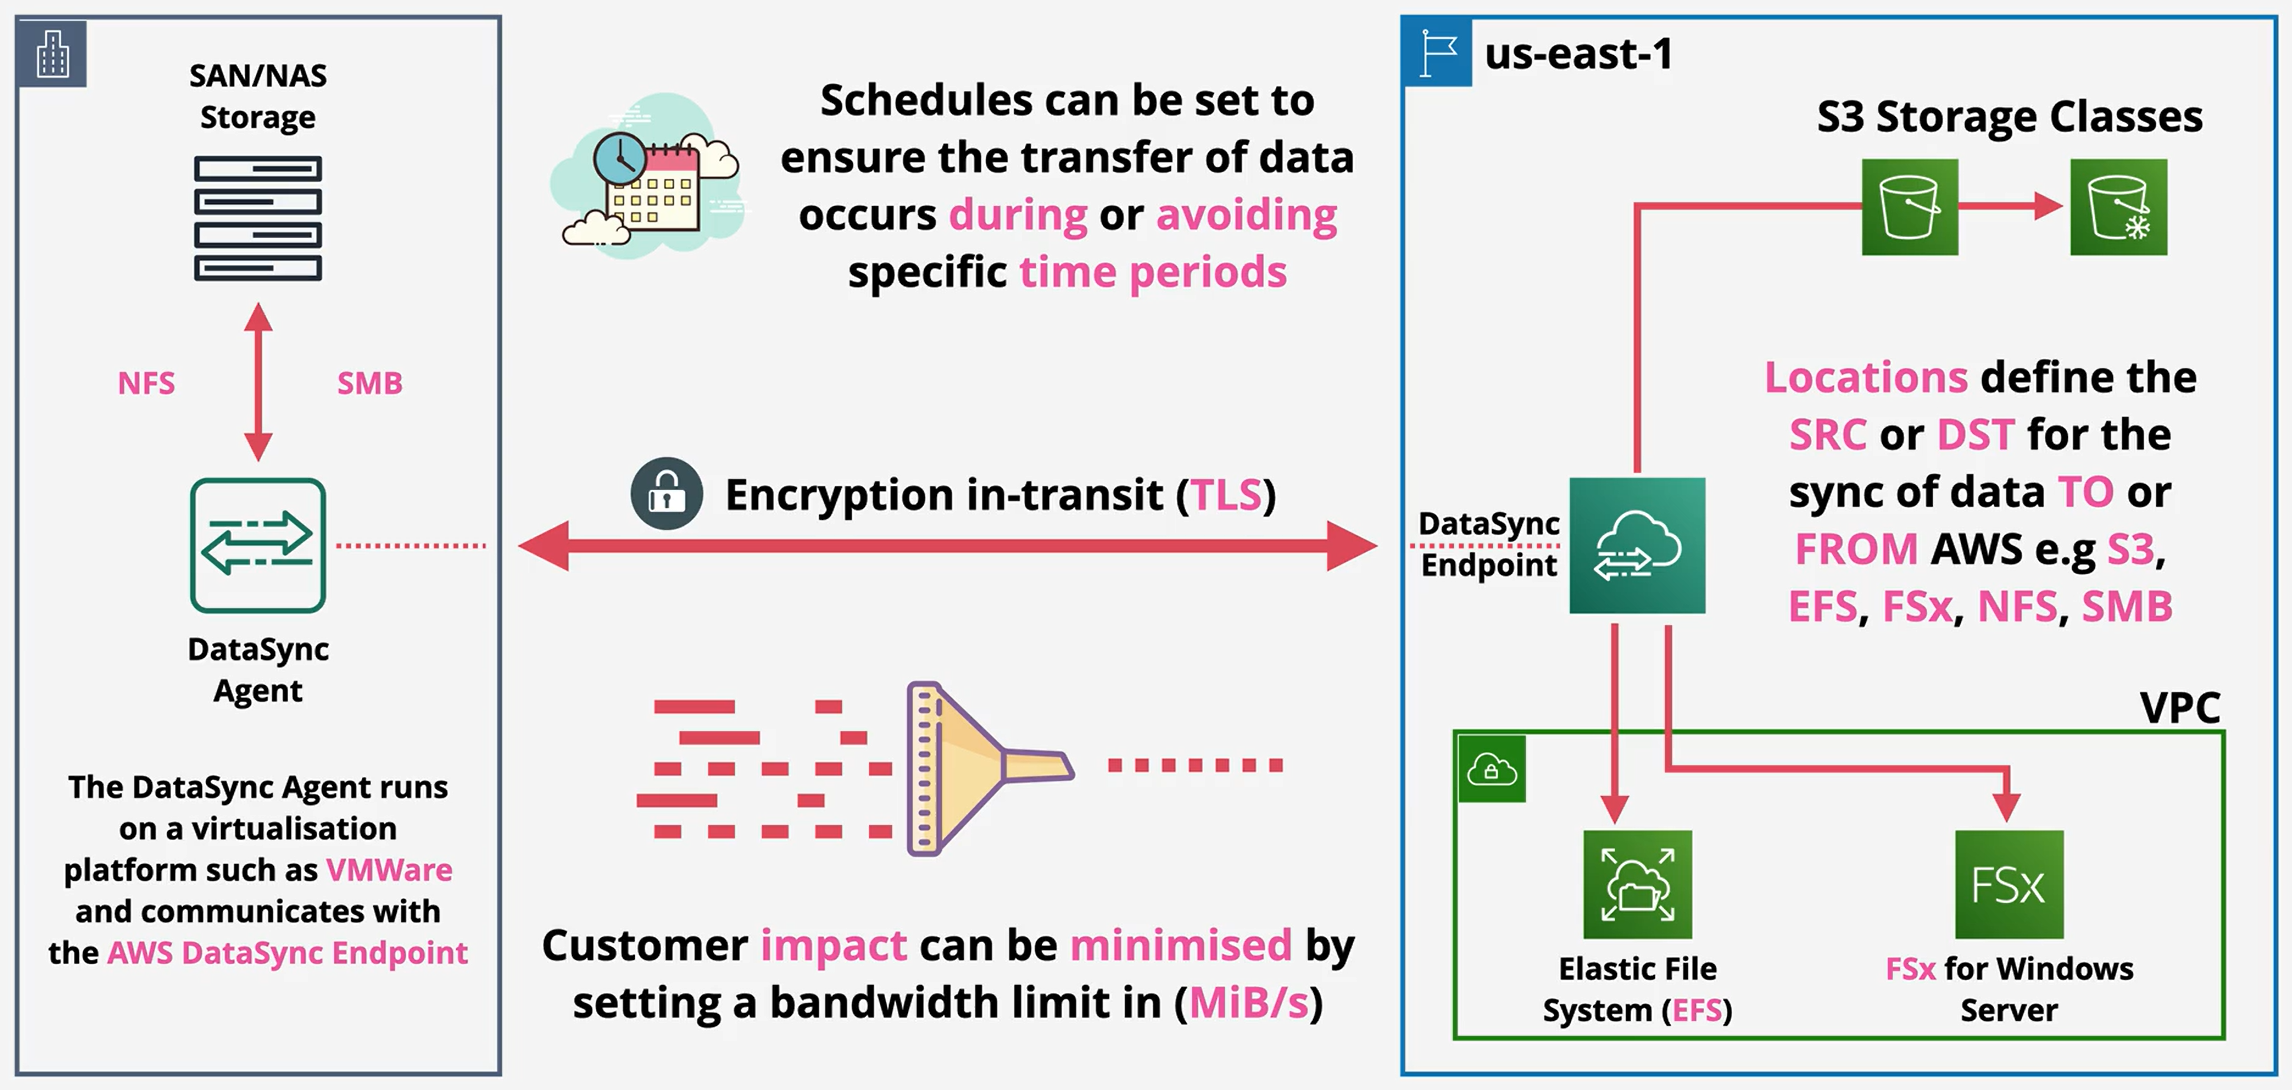 SAN/NAS
Storage
NFS
SMB
DataSync
Agent
The DataSync Agent runs
on a virtualisation
platform such as VMWare
and communicates with
the AWS DataSync Endpoint
Schedules can be set to
ensure the transfer of data
occurs during or avoiding
specific time periods
Encryption in-transit (TLS)
Customer impact can be minimised by
setting a bandwidth limit in (MiB/s)
us-east-1
S3 Storage Classes
Locations define the
SRC or DST for the
sync of data TO or
FROM AWS e.g S3,
EFS, FSx, NFS, SMB
DataSync
Endpoint
VPC
Elastic File
System (EFS)
FSx
FSx for Windows
Server